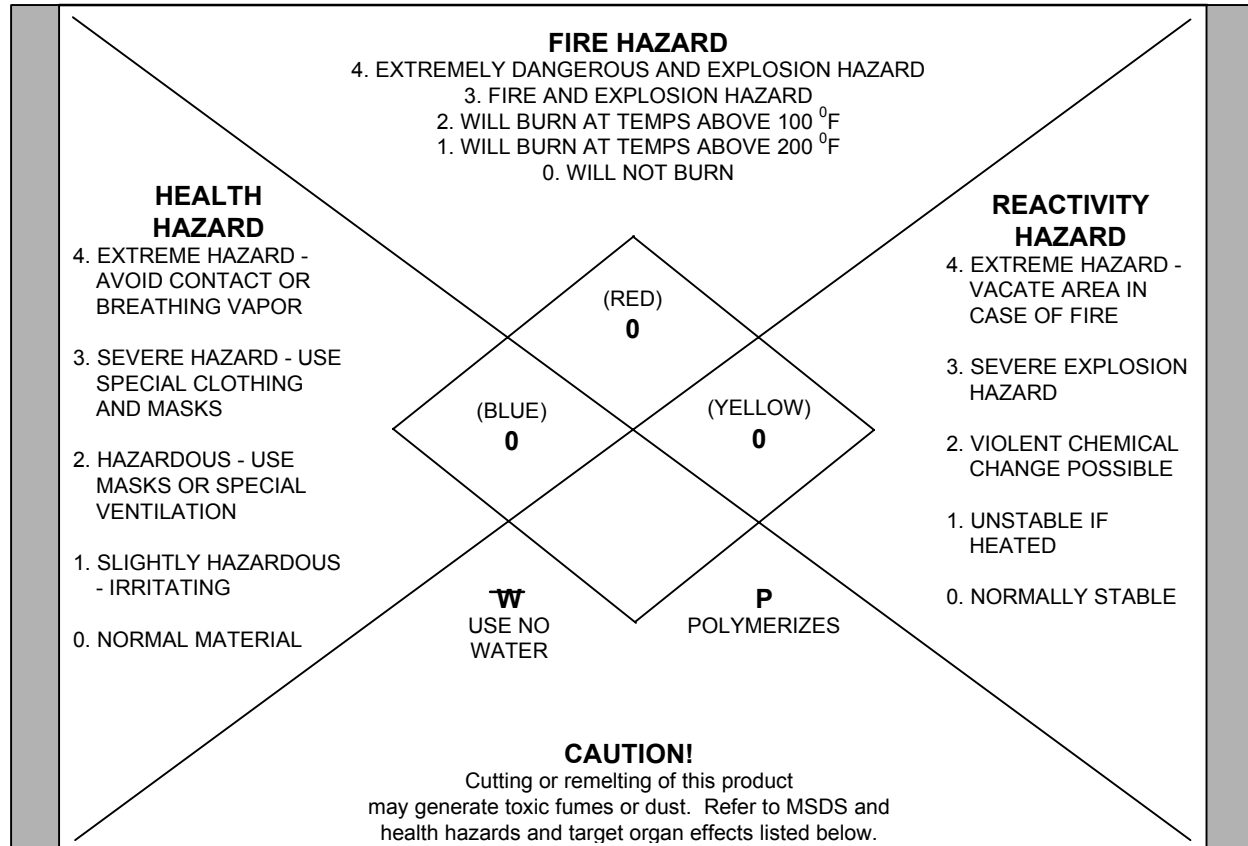 FIRE HAZARD
4. EXTREMELY DANGEROUS AND EXPLOSION HAZARD
3. FIRE AND EXPLOSION HAZARD
2. WILL BURN AT TEMPS ABOVE 100 ⁰F
1. WILL BURN AT TEMPS ABOVE 200 ⁰F
0. WILL NOT BURN
HEALTH
HAZARD
4. EXTREME HAZARD -
AVOID CONTACT OR
BREATHING VAPOR
3. SEVERE HAZARD - USE
SPECIAL CLOTHING
AND MASKS
2. HAZARDOUS - USE
MASKS OR SPECIAL
VENTILATION
1. SLIGHTLY HAZARDOUS
- IRRITATING
0. NORMAL MATERIAL
(RED)
0
(BLUE)
0
(YELLOW)
0
REACTIVITY
HAZARD
4. EXTREME HAZARD -
VACATE AREA IN
CASE OF FIRE
3. SEVERE EXPLOSION
HAZARD
2. VIOLENT CHEMICAL
CHANGE POSSIBLE
1. UNSTABLE IF
HEATED
0. NORMALLY STABLE
W
USE NO
WATER
P
POLYMERIZES
CAUTION!
Cutting or remelting of this product
may generate toxic fumes or dust. Refer to MSDS and
health hazards and target organ effects listed below.